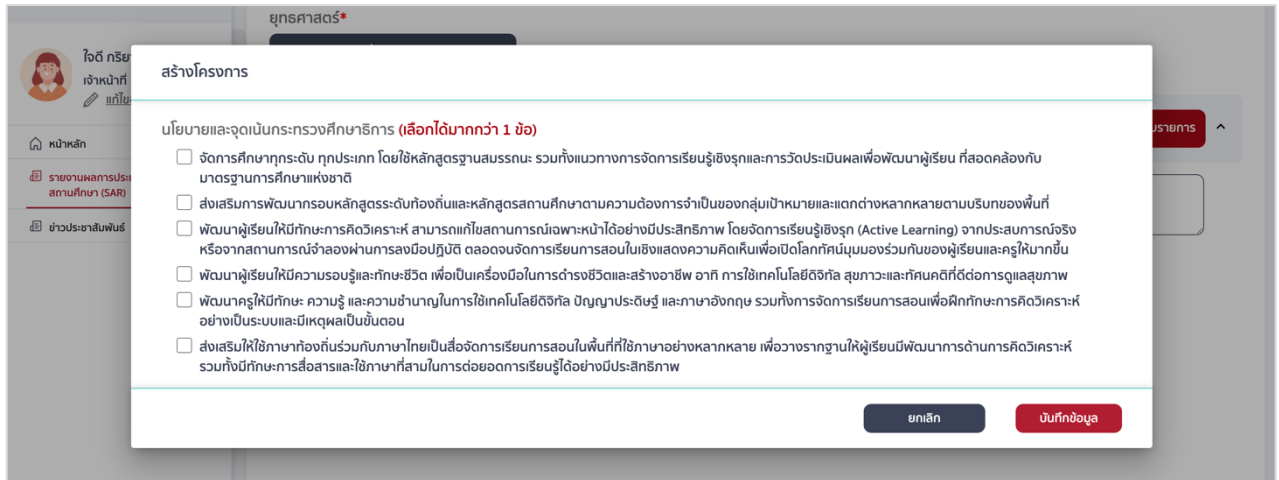 ยุทธศาสตร์*
ใจดี
เจ้าหน้าที่
หน้าหลัก
รายงานผลการประ
สถานศึกษา (SAR)
ข่าวประชาสัมพันธ์
สร้างโครงการ
นโยบายและจุดเน้นกระทรวงศึกษาธิการ (เลือกได้มากกว่า 1 ข้อ)
จัดการศึกษาทุกระดับ ทุกประเภท โดยใช้หลักสูตรฐานสมรรถนะ รวมทั้งแนวทางการจัดการเรียนรู้เชิงรุกและการวัดประเมินผลเพื่อพัฒนาผู้เรียน ที่สอดคล้องกับ
มาตรฐานการศึกษาแห่งชาติ
ส่งเสริมการพัฒนากรอบหลักสูตรระดับท้องถิ่นและหลักสูตรสถานศึกษาตามความต้องการจำเป็นของกลุ่มเป้าหมายและแตกต่างหลากหลายตามบริบทของพื้นที่
พัฒนาผู้เรียนให้มีทักษะการคิดวิเคราะห์ สามารถแก้ไขสถานการณ์เฉพาะหน้าได้อย่างมีประสิทธิภาพ โดยจัดการเรียนรู้เชิงรุก (Active Learning) จากประสบการณ์จริง
หรือจากสถานการณ์จำลองผ่านการลงมือปฏิบัติ ตลอดจนจัดการเรียนการสอนในเชิงแสดงความคิดเห็นเพื่อเปิดโลกทัศน์มุมมองร่วมกันของผู้เรียนและครูให้มากขึ้น
พัฒนาผู้เรียนให้มีความรอบรู้และทักษะชีวิต เพื่อเป็นเครื่องมือในการดำรงชีวิตและสร้างอาชีพ อาทิ การใช้เทคโนโลยีดิจิทัล สุขภาวะและทัศนคติที่ดีต่อการดูแลสุขภาพ
พัฒนาครูให้มีทักษะ ความรู้ และความชำนาญในการใช้เทคโนโลยีดิจิทัล ปัญญาประดิษฐ์ และภาษาอังกฤษ รวมทั้งการจัดการเรียนการสอนเพื่อฝึกทักษะการคิดวิเคราะห์
อย่างเป็นระบบและมีเหตุผลเป็นขั้นตอน
ส่งเสริมให้ใช้ภาษาท้องถิ่นร่วมกับภาษาไทยเป็นสื่อจัดการเรียนการสอนในพื้นที่ที่ใช้ภาษาอย่างหลากหลาย เพื่อวางรากฐานให้ผู้เรียนมีพัฒนาการด้านการคิดวิเคราะห์
รวมทั้งมีทักษะการสื่อสารและใช้ภาษาที่สามในการต่อยอดการเรียนรู้ได้อย่างมีประสิทธิภาพ
ยกเลิก
บันทึกข้อมูล